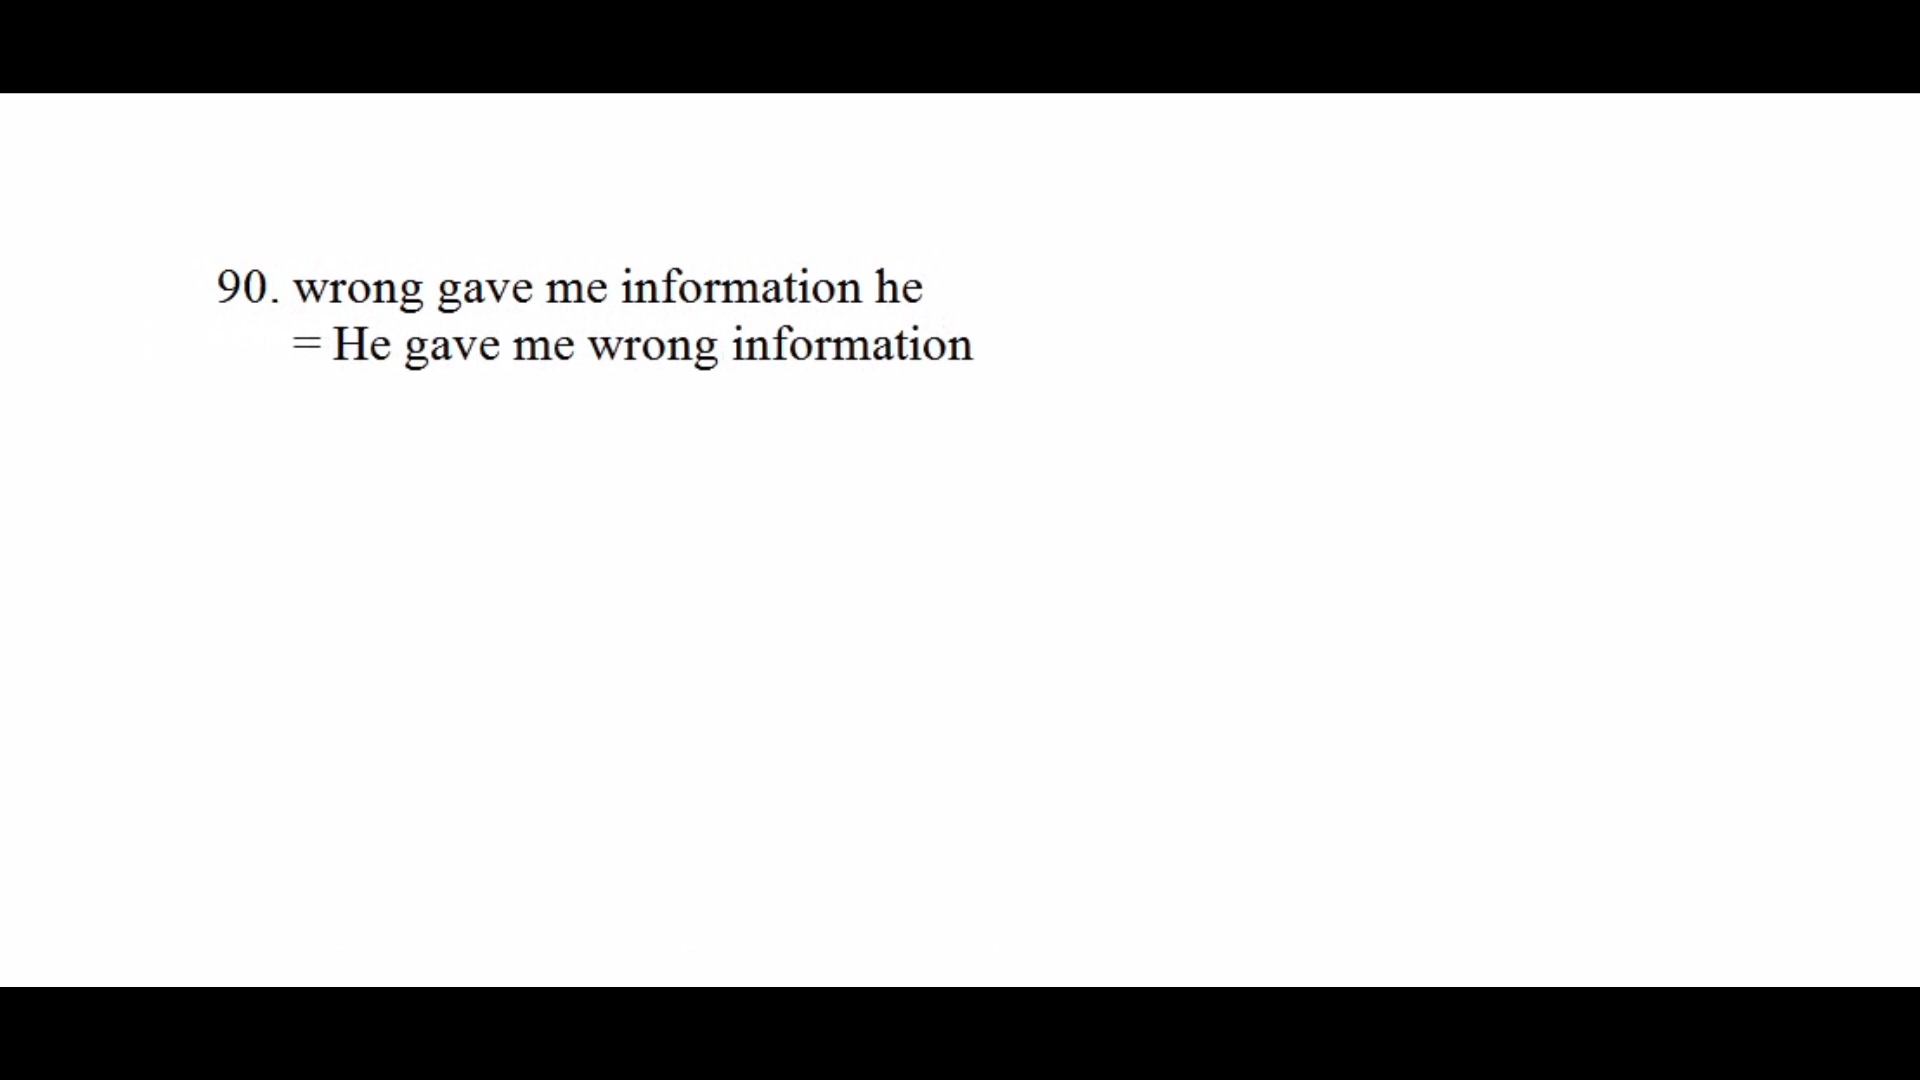 90. wrong gave me information he
= He gave me wrong information